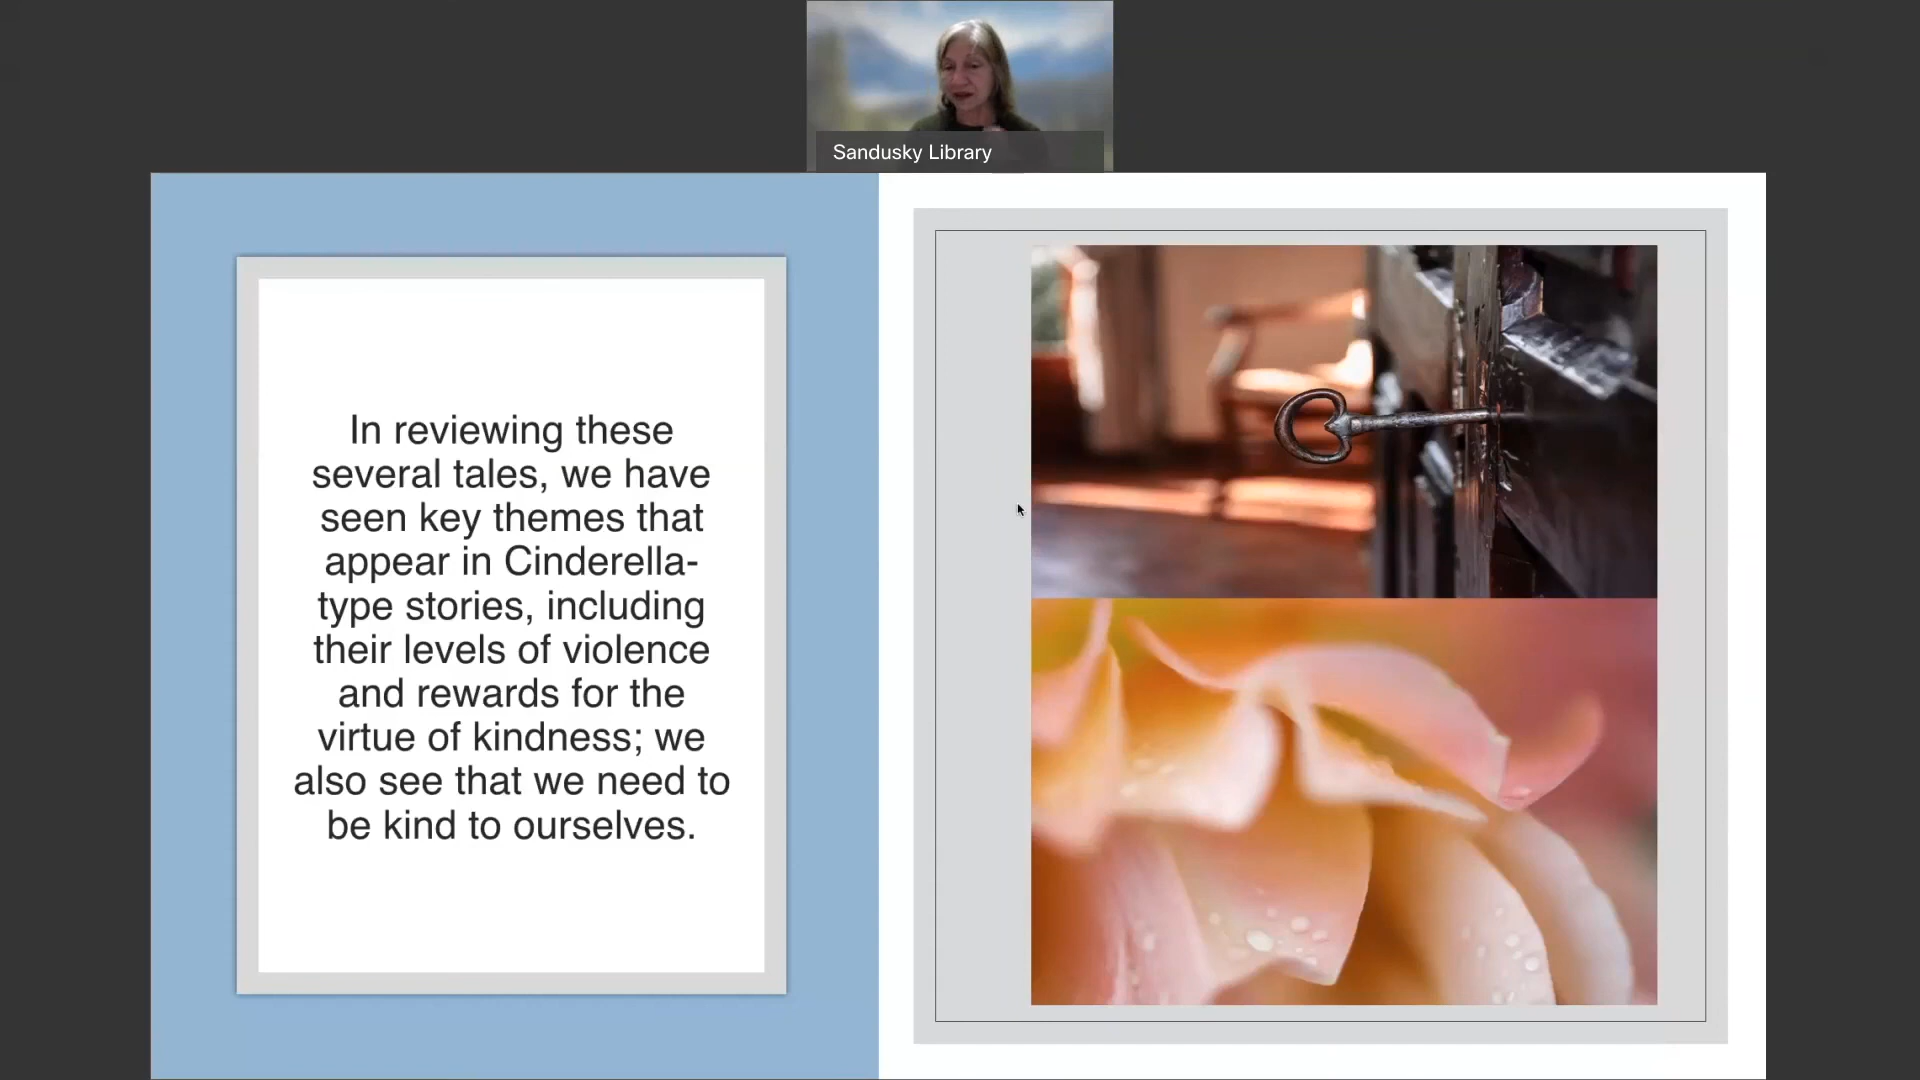 Sandusky Library
In reviewing these
several tales, we have
seen key themes that
appear in Cinderella-
type stories, including
their levels of violence
and rewards for the
virtue of kindness; we
also see that we need to
be kind to ourselves.